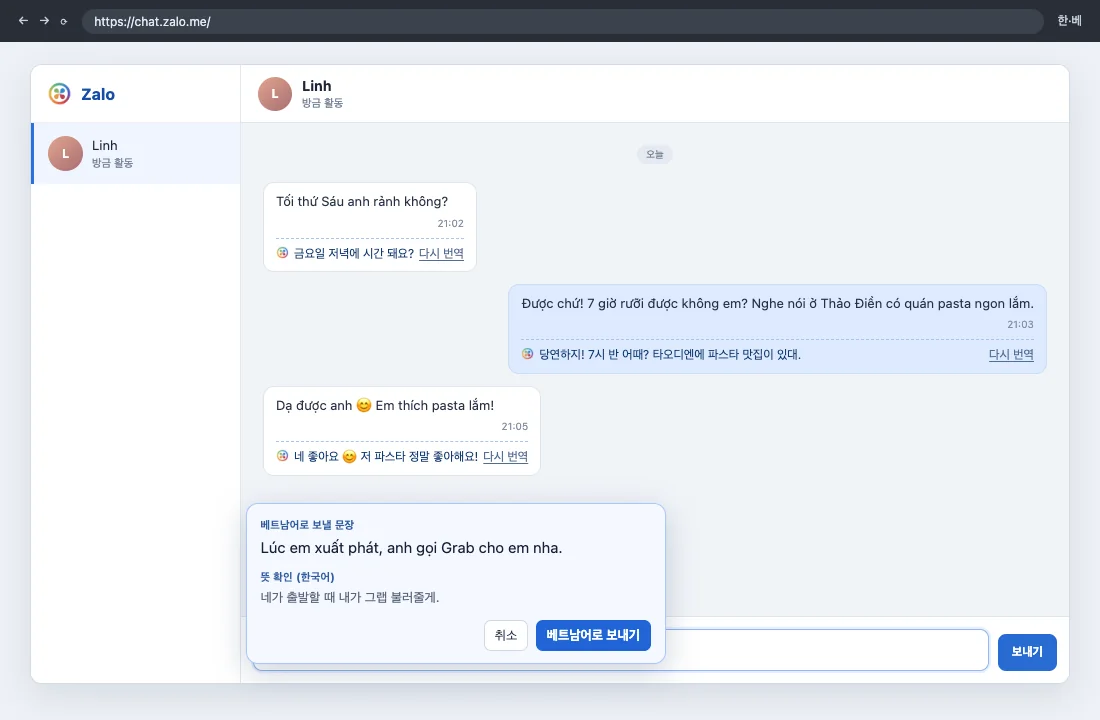 https://chat.zalo.me/
한·베
Zalo
L
Linh
방금 활동
L
Linh
방금 활동
오늘
Tối thứ Sáu anh rảnh không?
21:02
금요일 저녁에 시간 돼요? 다시 번역
Được chứ! 7 giờ rưỡi được không em? Nghe nói ở Thảo Điền có quán pasta ngon lắm.
21:03
당연하지! 7시 반 어때? 타오디엔에 파스타 맛집이 있대. 다시 번역
Dạ được anh 😊 Em thích pasta lắm!
21:05
네 좋아요 😊 저 파스타 정말 좋아해요! 다시 번역
베트남어로 보낼 문장
Lúc em xuất phát, anh gọi Grab cho em nha.
뜻 확인 (한국어)
네가 출발할 때 내가 그랩 불러줄게.
취소
베트남어로 보내기
보내기